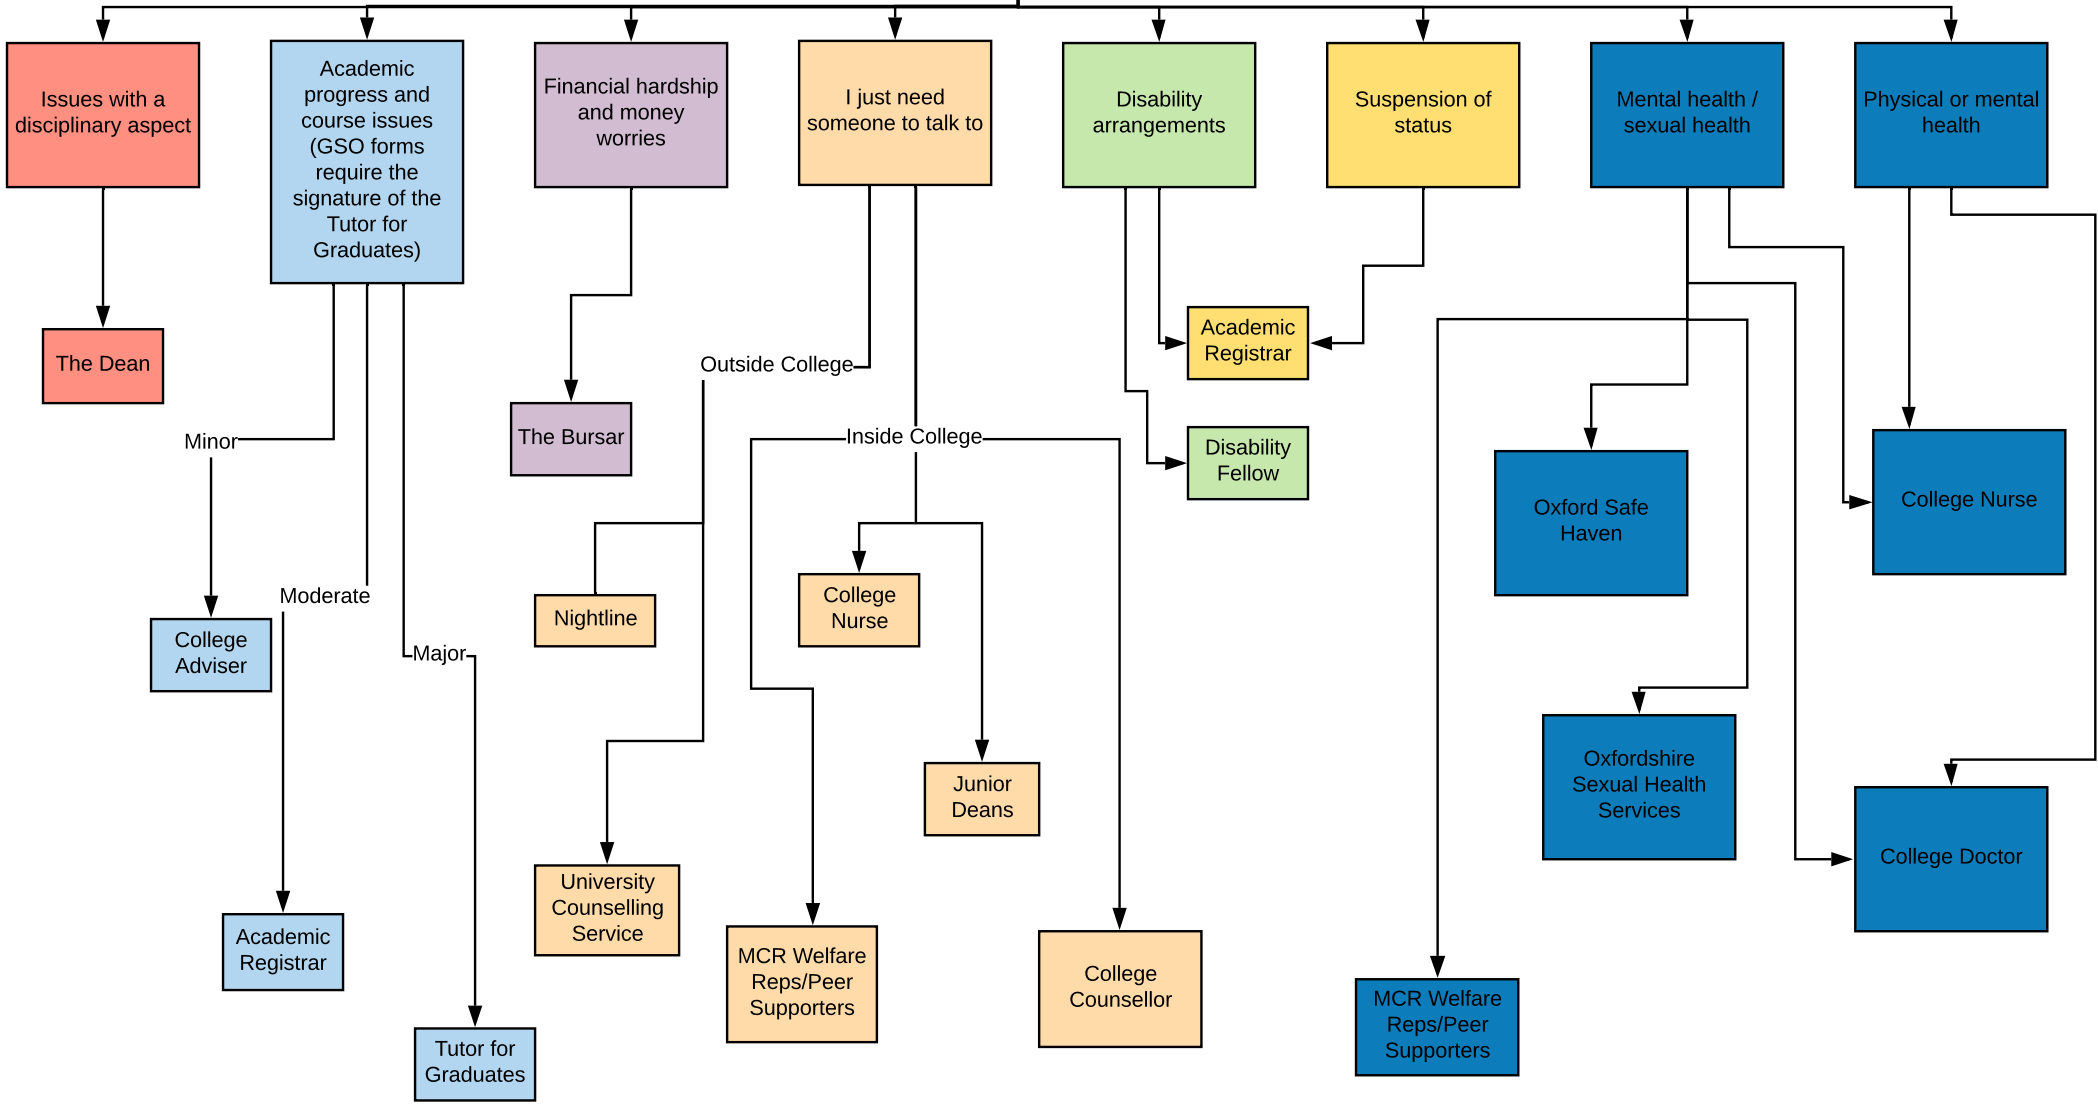 Issues with a
disciplinary aspect
Academic
progress and
course issues
(GSO forms
require the
signature of the
Tutor for
Graduates)
Financial hardship
and money
worries
I just need
someone to talk to
Disability
arrangements
Suspension of
status
Mental health /
sexual health
Physical or mental
health
The Dean
Minor
College
Adviser
Moderate
Academic
Registrar
Major
Tutor for
Graduates
The Bursar
Outside College
Nightline
University
Counselling
Service
Inside College
College
Nurse
Junior
Deans
MCR Welfare
Reps/Peer
Supporters
College
Counsellor
Academic
Registrar
Disability
Fellow
Oxford Safe
Haven
Oxfordshire
Sexual Health
Services
MCR Welfare
Reps/Peer
Supporters
College Nurse
College Doctor